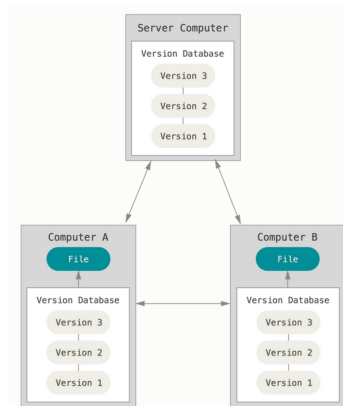 Server Computer
Version Database
Version 3
Version 2
Version 1
Computer A
File
Version Database
Version 3
Version 2
Version 1
Computer B
File
Version Database
Version 3
Version 2
Version 1